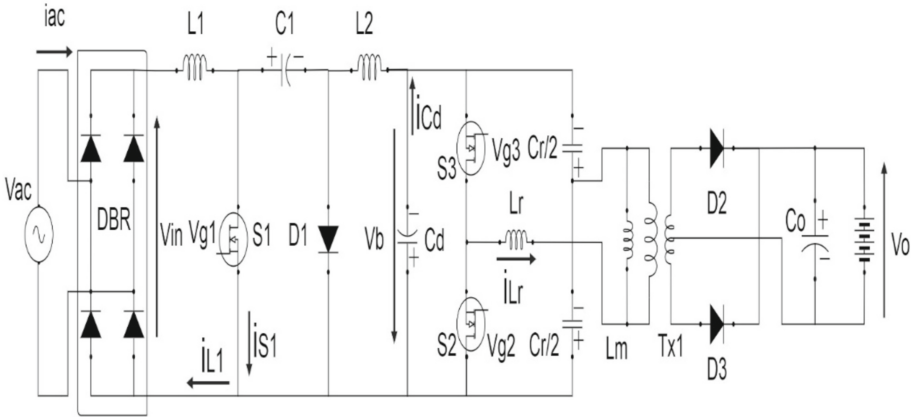 iac
L1
C1
L2
+
−
iCd
Vac
DBR
Vin
Vg1
S1
D1
Vb
−
Cd
+
S3
Vg3
Cr/2
−
+
Lr
iLr
S2
Vg2
Cr/2
−
+
Lm
Tx1
D2
D3
Co
+
−
Vo
iL1
iS1